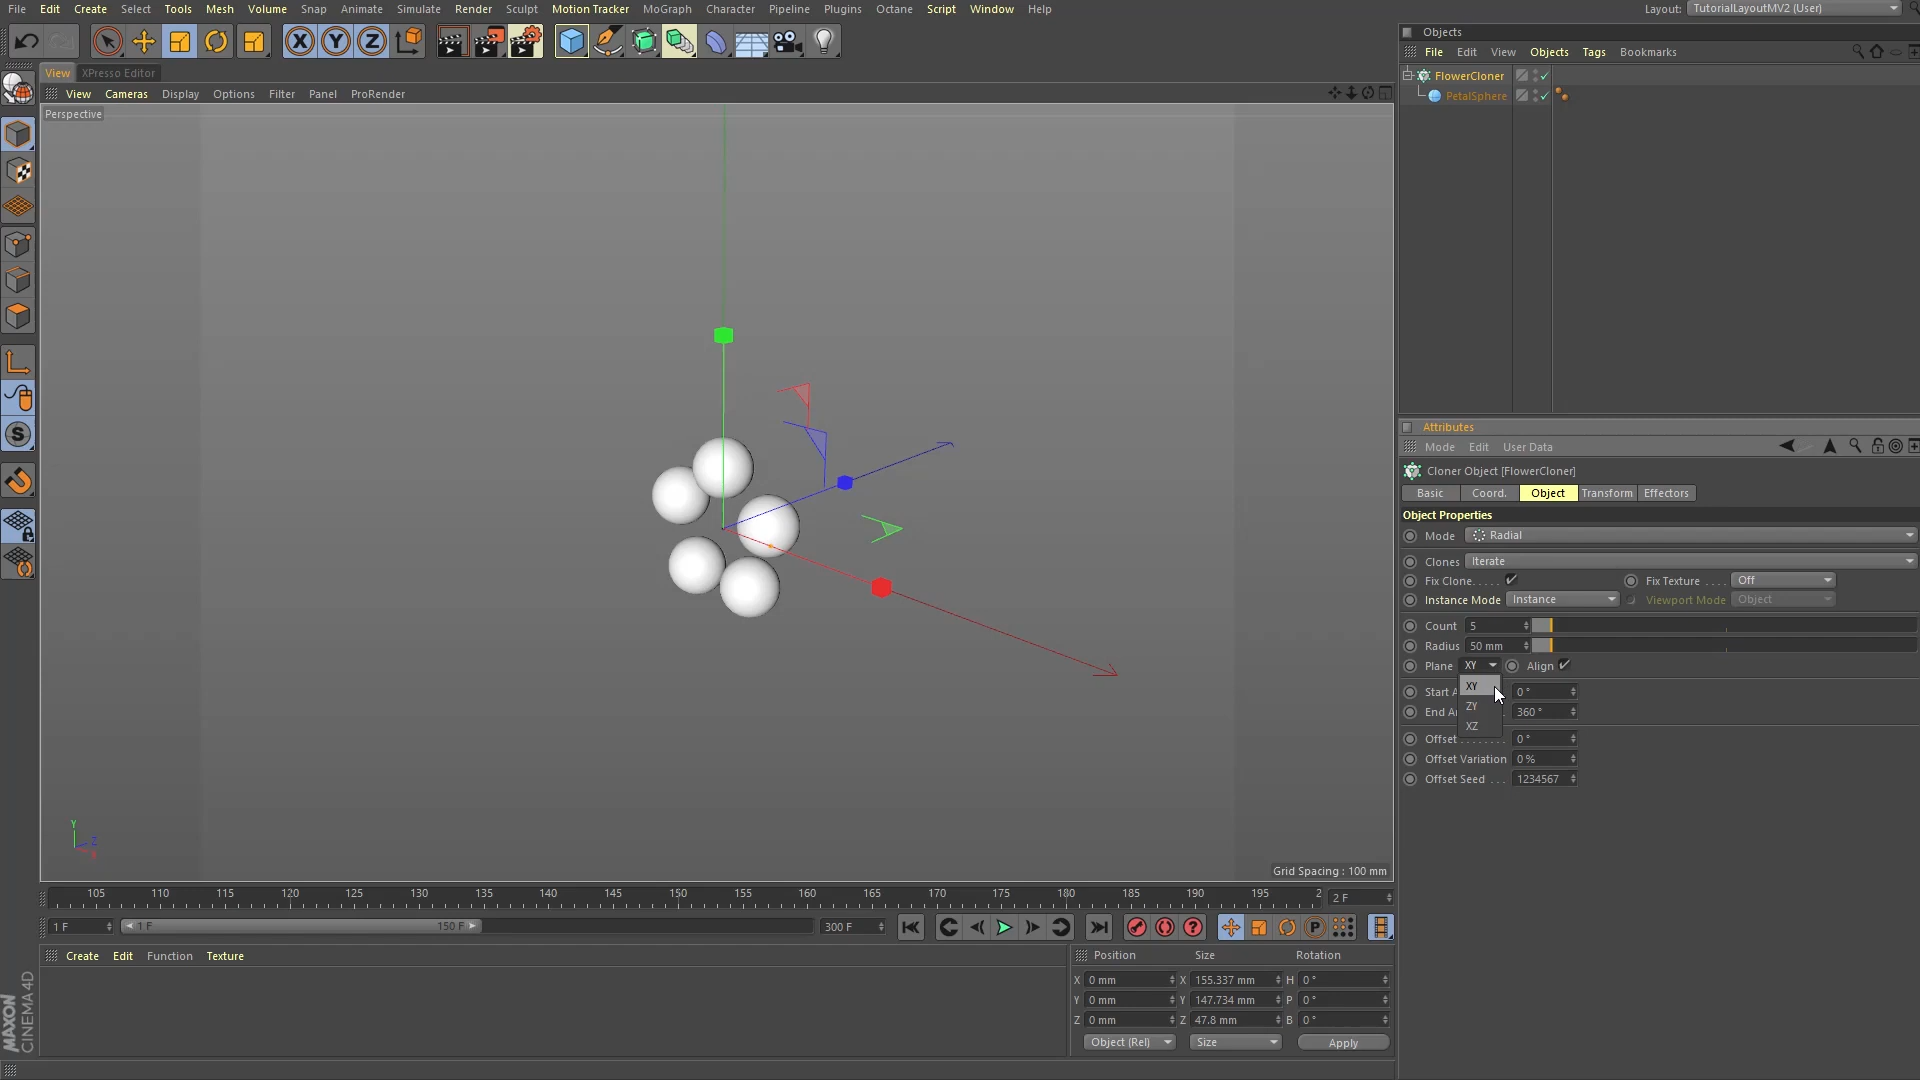 File Edit Create Select Tools Mesh Volume Snap Animate Simulate Render Sculpt Motion Tracker MoGraph Character Pipeline Plugins Octane Script Window Help
Layout: TutorialLayoutMV2 (User)
View XPresso Editor
View Cameras Display Options Filter Panel ProRender
Perspective
Grid Spacing : 100 mm
Y
Z
X
105 110 115 120 125 130 135 140 145 150 155 160 165 170 175 180 185 190 195 2
2 F
1 F
1 F
150 F
300 F
Create Edit Function Texture
Position Size Rotation
X 0 mm X 155.337 mm H 0 °
Y 0 mm Y 147.734 mm P 0 °
Z 0 mm Z 47.8 mm B 0 °
Object (Rel) Size Apply
MAXON
CINEMA 4D
Objects
File Edit View Objects Tags Bookmarks
FlowerCloner
PetalSphere
Attributes
Mode Edit User Data
Cloner Object [FlowerCloner]
Basic Coord. Object Transform Effectors
Object Properties
Mode Radial
Clones Iterate
Fix Clone. . . . . Fix Texture . . . . Off
Instance Mode Instance Viewport Mode Object
Count 5
Radius 50 mm
Plane XY Align
XY
ZY
XZ
Start A 0 °
End A 360 °
Offset . . . . . . . . 0 °
Offset Variation 0 %
Offset Seed . . . 1234567